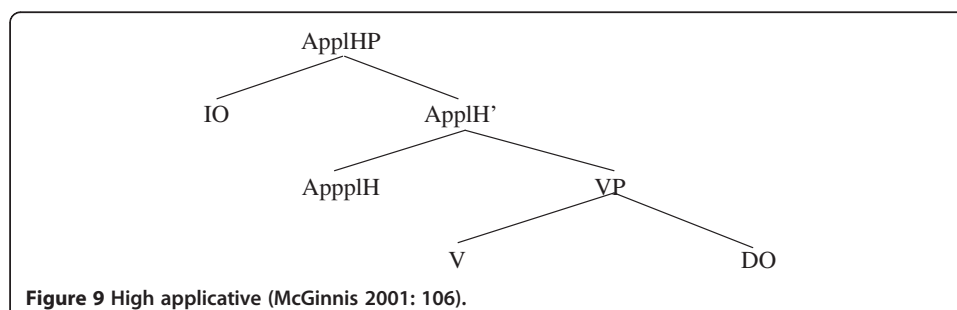 ApplHP
IO ApplH’
AppplH VP
V DO
Figure 9 High applicative (McGinnis 2001: 106).